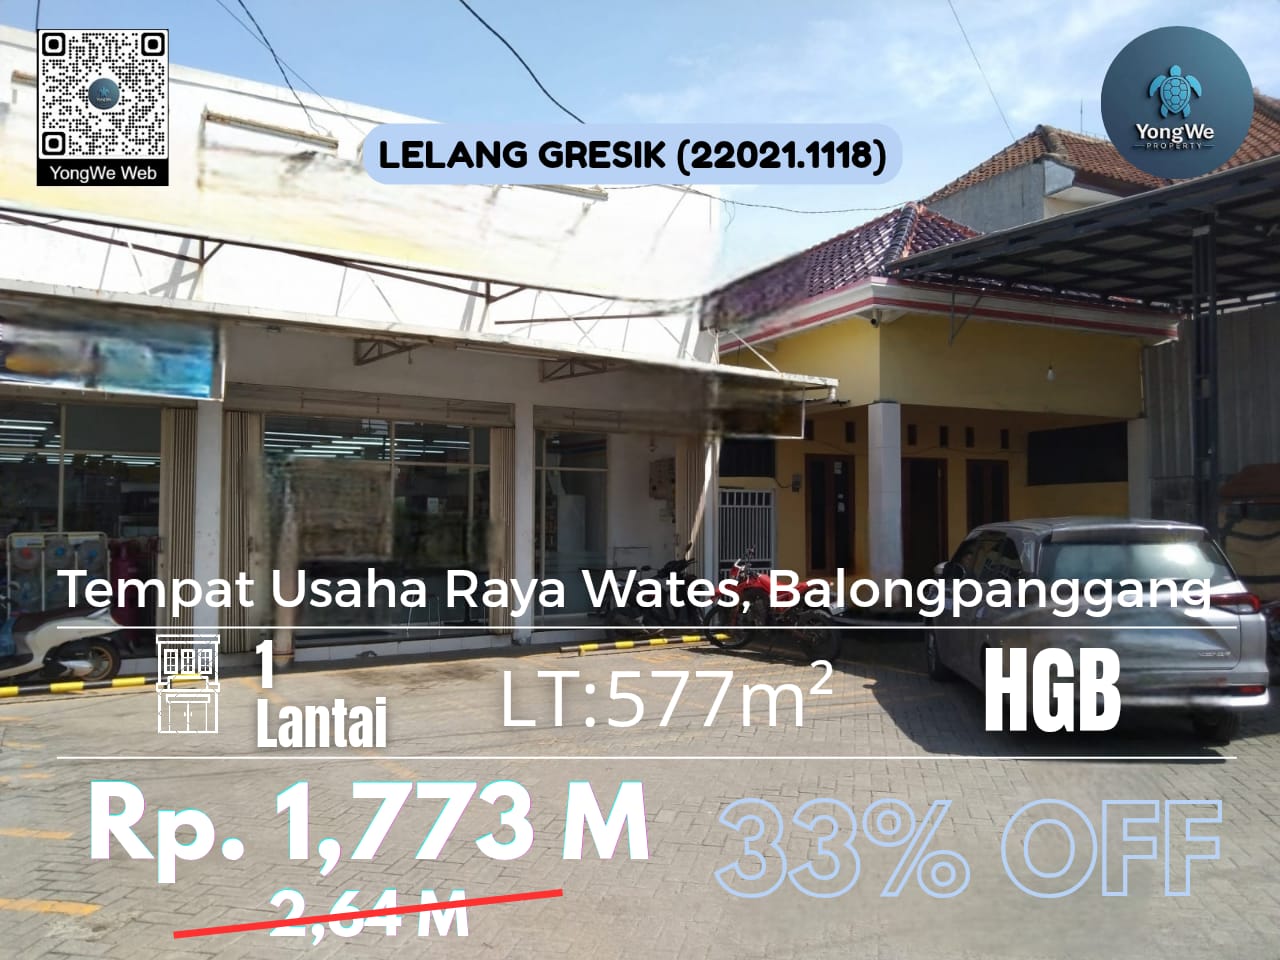 YongWe Web
LELANG GRESIK (22021.1118)
YongWe
PROPERTY
Tempat Usaha Raya Wates, Balongpanggang
1
Lantai
LT:577m²
HGB
Rp. 1,773 M
33% OFF
2,64 M